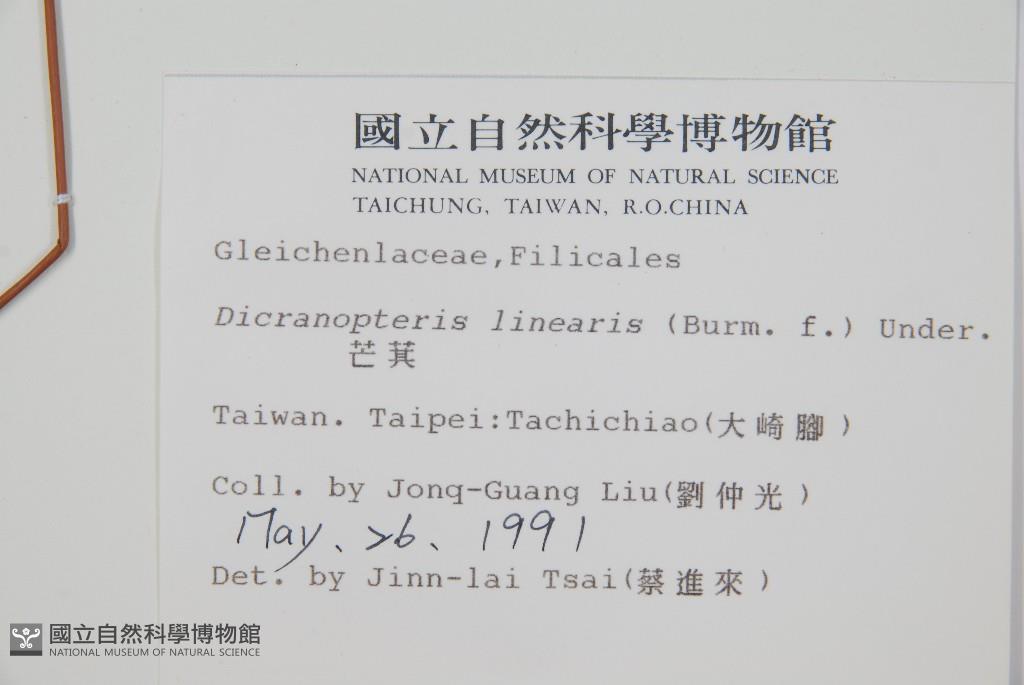 國立自然科學博物館
NATIONAL MUSEUM OF NATURAL SCIENCE
TAICHUNG, TAIWAN, R.O.CHINA
Gleichenlaceae,Filicales
Dicranopteris linearis (Burm. f.) Under.
芒萁
Taiwan. Taipei:Tachichiao(大崎腳)
Coll. by Jonq-Guang Liu(劉仲光)
May、26、1991
Det. by Jinn-lai Tsai(蔡進來)
國立自然科學博物館
NATIONAL MUSEUM OF NATURAL SCIENCE